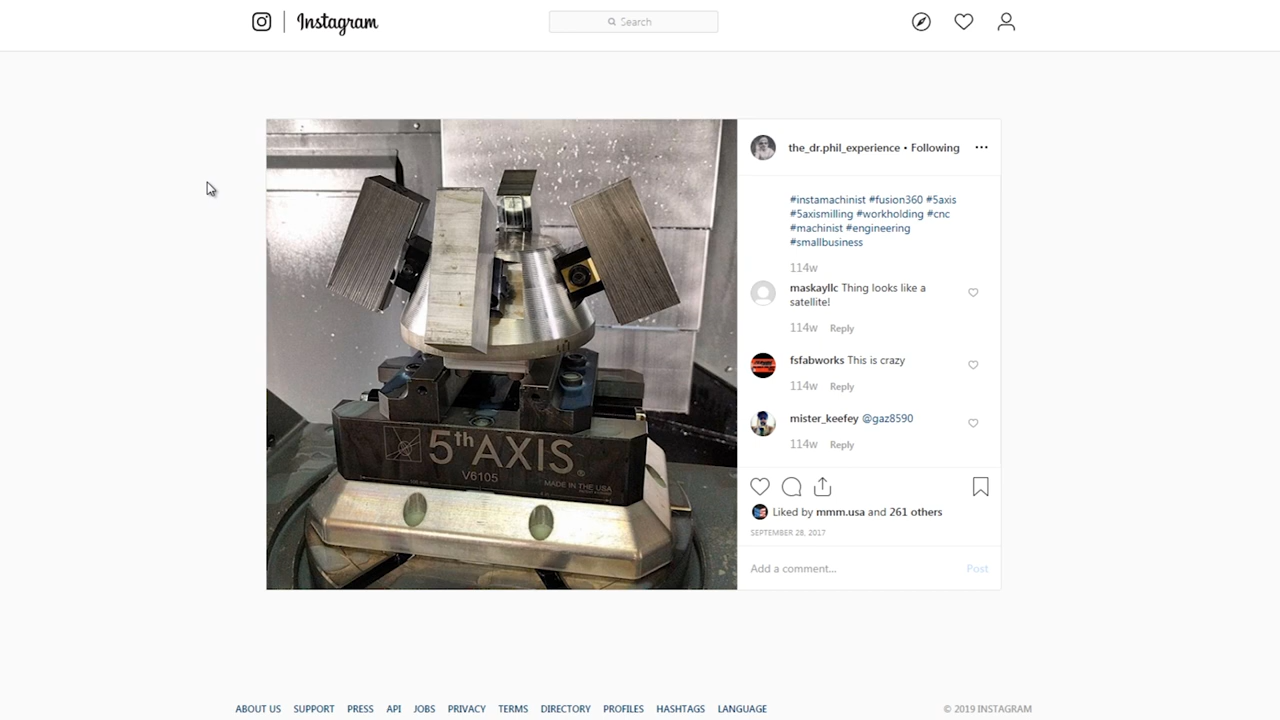 Instagram
Search
the_dr.phil_experience • Following
#instamachinist #fusion360 #5axis
#5axismilling #workholding #cnc
#machinist #engineering
#smallbusiness
114w
maskayllc Thing looks like a
satellite!
114w Reply
fsfabworks This is crazy
114w Reply
mister_keefey @gaz8590
114w Reply
5th AXIS®
V6105
MADE IN THE USA
Liked by mmm.usa and 261 others
SEPTEMBER 28, 2017
Add a comment... Post
ABOUT US SUPPORT PRESS API JOBS PRIVACY TERMS DIRECTORY PROFILES HASHTAGS LANGUAGE © 2019 INSTAGRAM